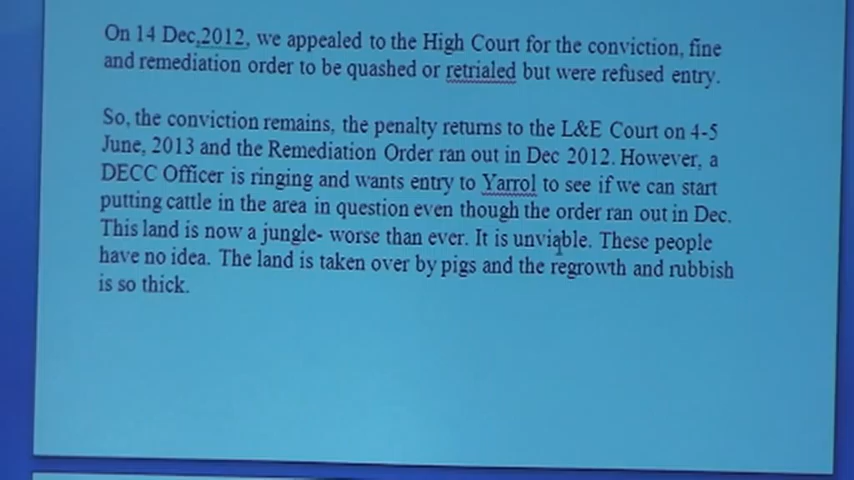 On 14 Dec,2012, we appealed to the High Court for the conviction, fine
and remediation order to be quashed or retrialed but were refused entry.
So, the conviction remains, the penalty returns to the L&E Court on 4-5
June, 2013 and the Remediation Order ran out in Dec 2012. However, a
DECC Officer is ringing and wants entry to Yarrol to see if we can start
putting cattle in the area in question even though the order ran out in Dec.
This land is now a jungle- worse than ever. It is unviable. These people
have no idea. The land is taken over by pigs and the regrowth and rubbish
is so thick.